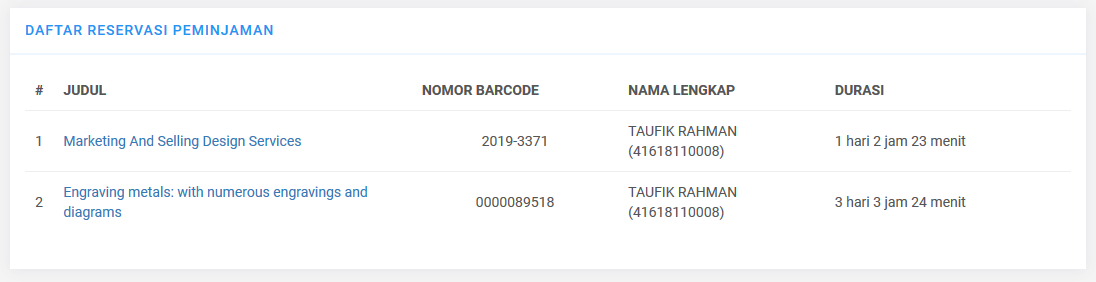 DAFTAR RESERVASI PEMINJAMAN
# JUDUL NOMOR BARCODE NAMA LENGKAP DURASI
1 Marketing And Selling Design Services 2019-3371 TAUFIK RAHMAN (41618110008) 1 hari 2 jam 23 menit
2 Engraving metals: with numerous engravings and diagrams 0000089518 TAUFIK RAHMAN (41618110008) 3 hari 3 jam 24 menit